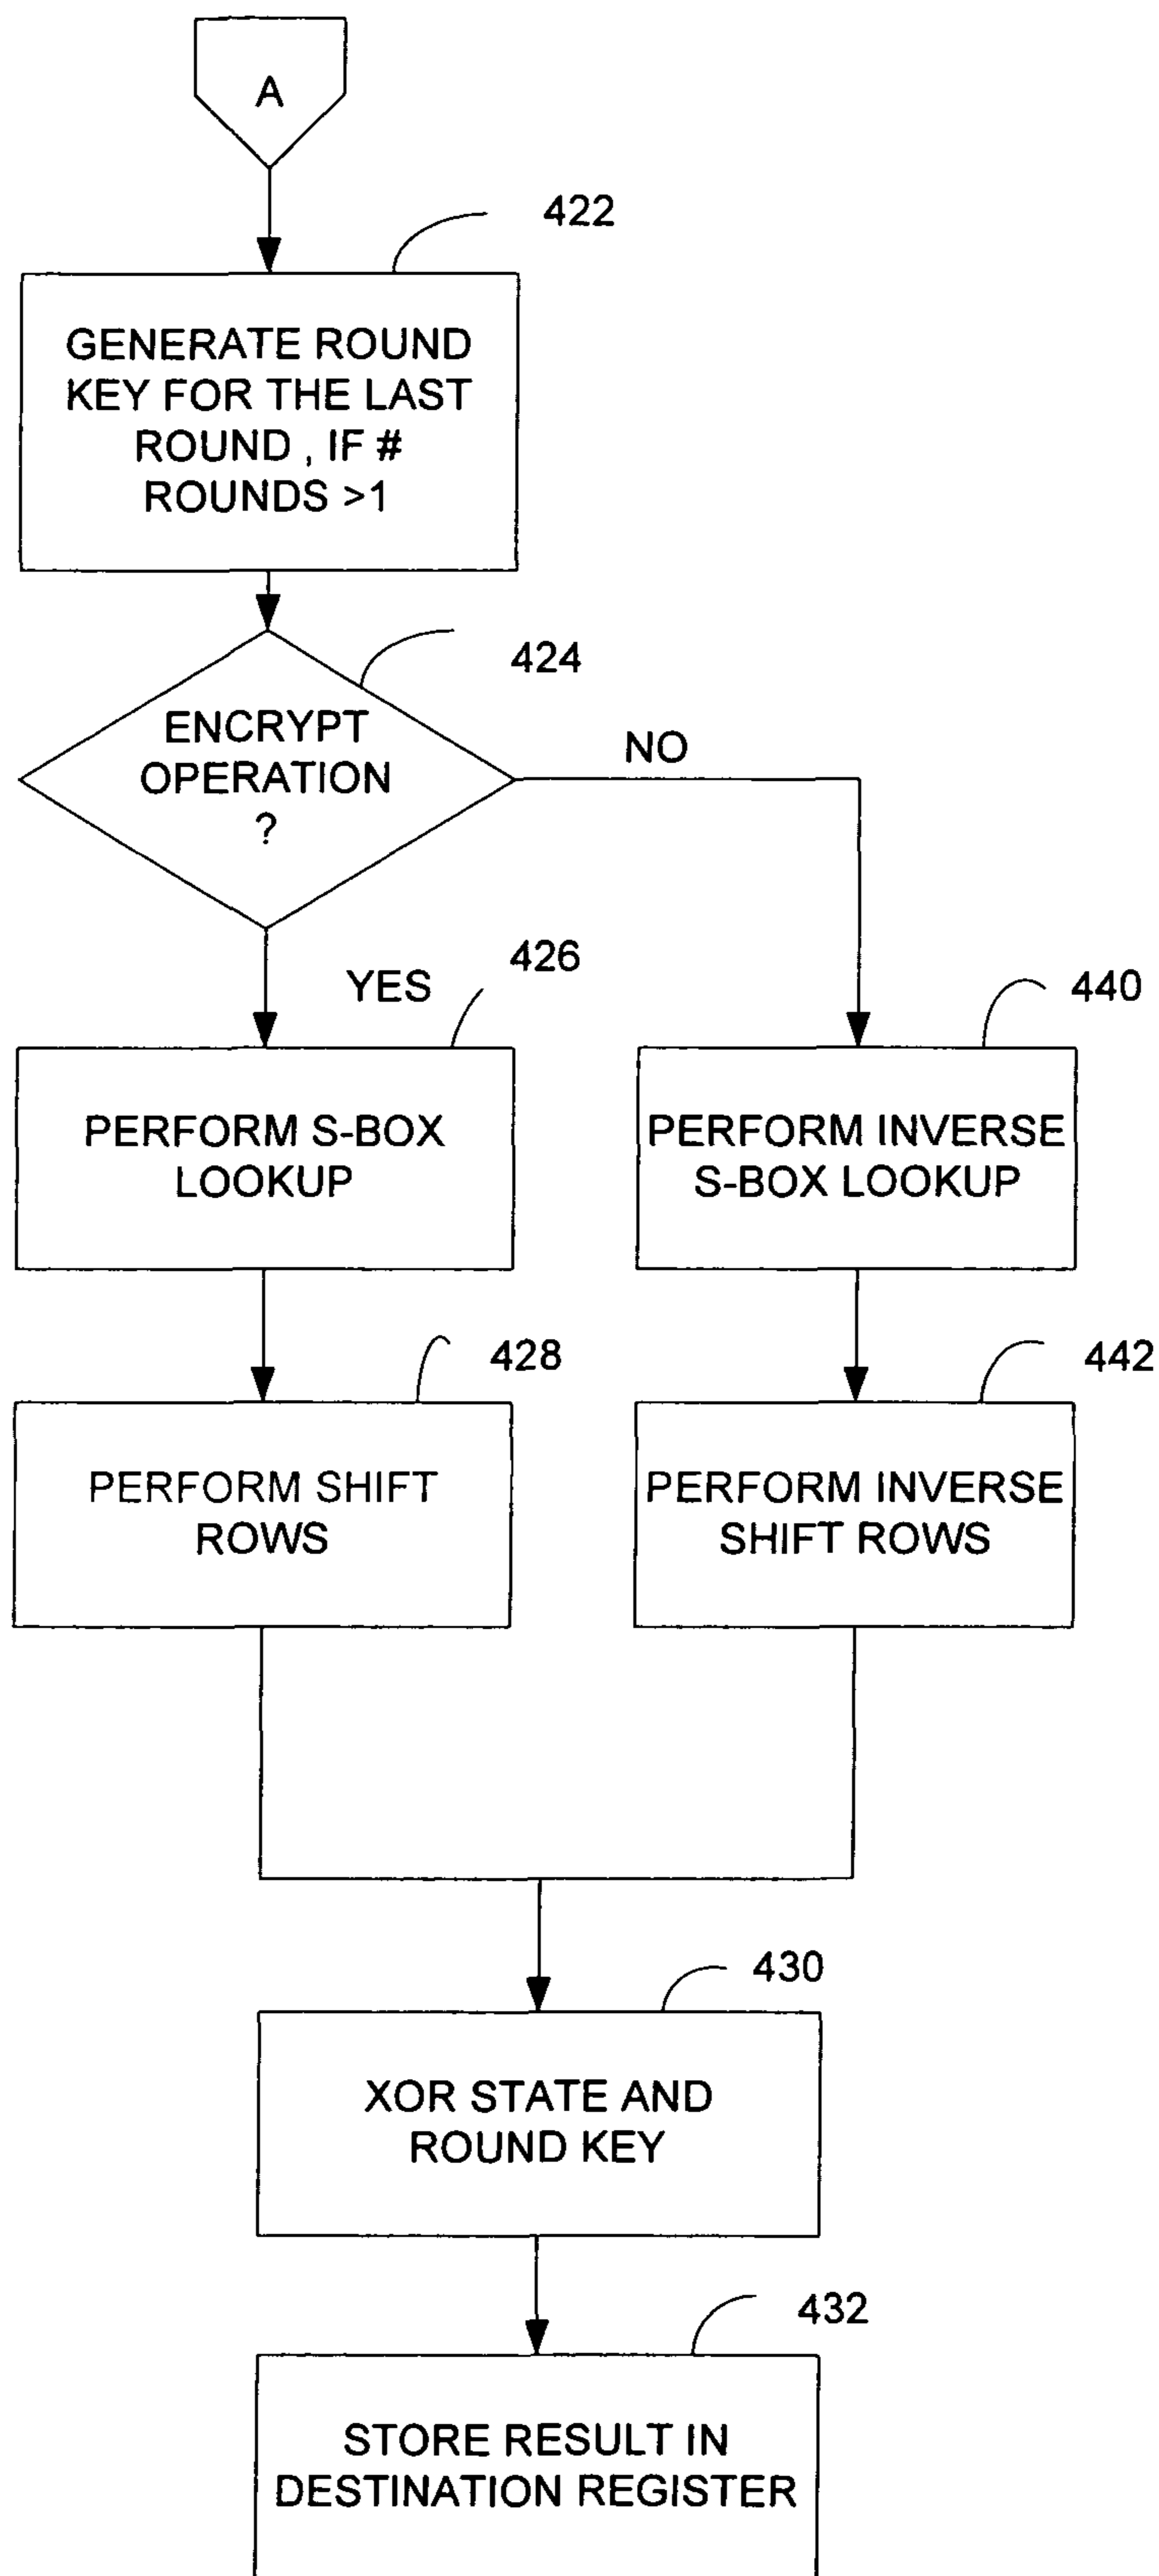 A
422
GENERATE ROUND
KEY FOR THE LAST
ROUND , IF #
ROUNDS >1
424
ENCRYPT
OPERATION
?
NO
YES
426
440
PERFORM S-BOX
LOOKUP
PERFORM INVERSE
S-BOX LOOKUP
428
442
PERFORM SHIFT
ROWS
PERFORM INVERSE
SHIFT ROWS
430
XOR STATE AND
ROUND KEY
432
STORE RESULT IN
DESTINATION REGISTER